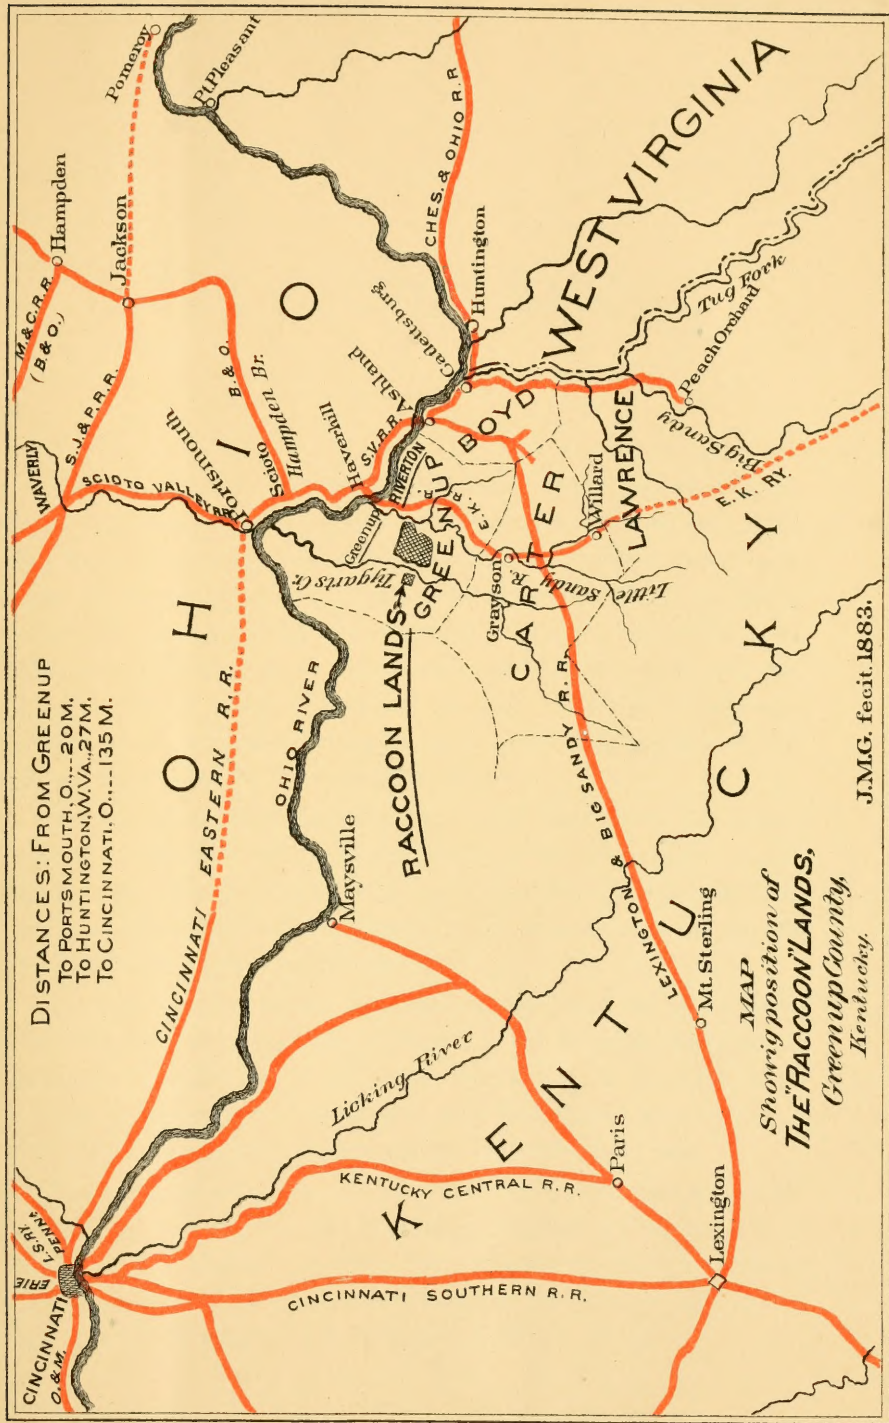 DISTANCES: FROM GREENUP
TO PORTSMOUTH, O.,...20 M.
TO HUNTINGTON, W.VA., 27 M.
TO CINCINNATI, O....135 M.
CINCINNATI
O. & M.
ERIE
L.S. RY.
PENNA
CINCINNATI EASTERN R.R.
OHIO RIVER
Maysville
Licking River
KENTUCKY CENTRAL R.R.
CINCINNATI SOUTHERN R.R.
Paris
Lexington
Mt. Sterling
LEXINGTON & BIG SANDY R.R.
OHIO
KENTUCKY
WEST VIRGINIA
WAVERLY
SCIOTO VALLEY R.R.
S.J. & P.R.R.
M. & C.R.R.
(B. & O.)
Hampden
Jackson
Pomeroy
Pt. Pleasant
B. & O.
Portsmouth
Scioto
Hampden Br.
Haverhill
S.V.R.R.
Ashland
Catlettsburg
CHES. & OHIO R.R
Huntington
Greenup
RIVERTON
Tygarts Cr.
RACCOON LANDS
GREENUP
BOYD
CARTER
LAWRENCE
E.K.R.R.
Grayson
Willard
Little Sandy R.
E.K. RY.
Big Sandy
Peach Orchard
Tug Fork
MAP
Showig position of
THE "RACCOON" LANDS,
Greenup County,
Kentucky.
J.M.G. fecit. 1883.